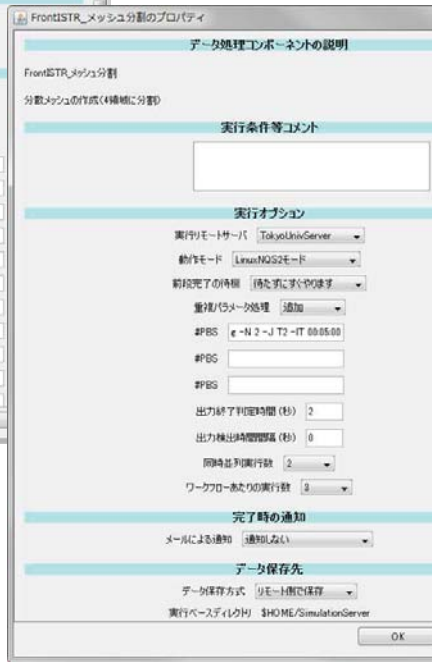 FrontISTR_メッシュ分割のプロパティ
データ処理コンポーネントの説明
FrontISTR_メッシュ分割
分散メッシュの作成(4領域に分割)
実行条件等コメント
実行オプション
実行リモートサーバ TokyoUnivServer
動作モード LinuxNQS2モード
前段完了の待機 待たずにすぐやります
重複パラメータ処理 追加
#PBS g -N 2 -J T2 -lT 00:05:00
#PBS
#PBS
出力終了判定時間(秒) 2
出力検出時間間隔(秒) 0
同時並列実行数 2
ワークフローあたりの実行数 3
完了時の通知
メールによる通知 通知しない
データ保存先
データ保存方式 リモート側で保存
実行ベースディレクトリ $HOME/SimulationServer
OK